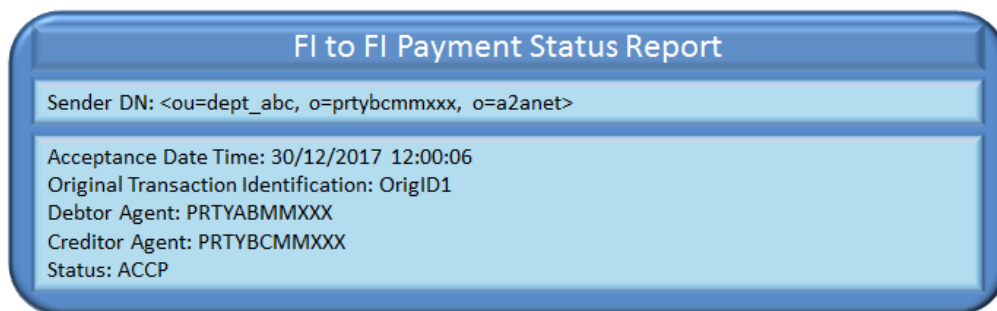 FI to FI Payment Status Report
Sender DN: <ou=dept_abc, o=prtybcmmxxx, o=a2anet>
Acceptance Date Time: 30/12/2017 12:00:06
Original Transaction Identification: OrigID1
Debtor Agent: PRTYABMMXXX
Creditor Agent: PRTYBCMMXXX
Status: ACCP